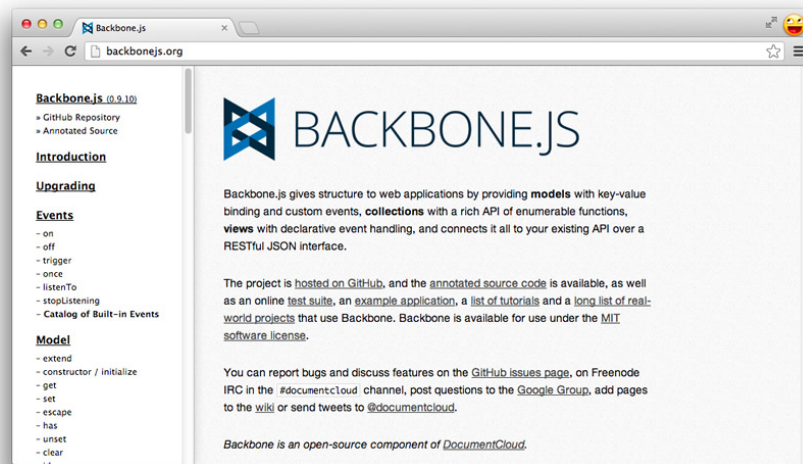 Backbone.js
backbonejs.org
Backbone.js (0.9.10)
» GitHub Repository
» Annotated Source
Introduction
Upgrading
Events
- on
- off
- trigger
- once
- listenTo
- stopListening
- Catalog of Built-in Events
Model
- extend
- constructor / initialize
- get
- set
- escape
- has
- unset
- clear
BACKBONE.JS
Backbone.js gives structure to web applications by providing models with key-value
binding and custom events, collections with a rich API of enumerable functions,
views with declarative event handling, and connects it all to your existing API over a
RESTful JSON interface.
The project is hosted on GitHub, and the annotated source code is available, as well
as an online test suite, an example application, a list of tutorials and a long list of real-
world projects that use Backbone. Backbone is available for use under the MIT
software license.
You can report bugs and discuss features on the GitHub issues page, on Freenode
IRC in the #documentcloud channel, post questions to the Google Group, add pages
to the wiki or send tweets to @documentcloud.
Backbone is an open-source component of DocumentCloud.